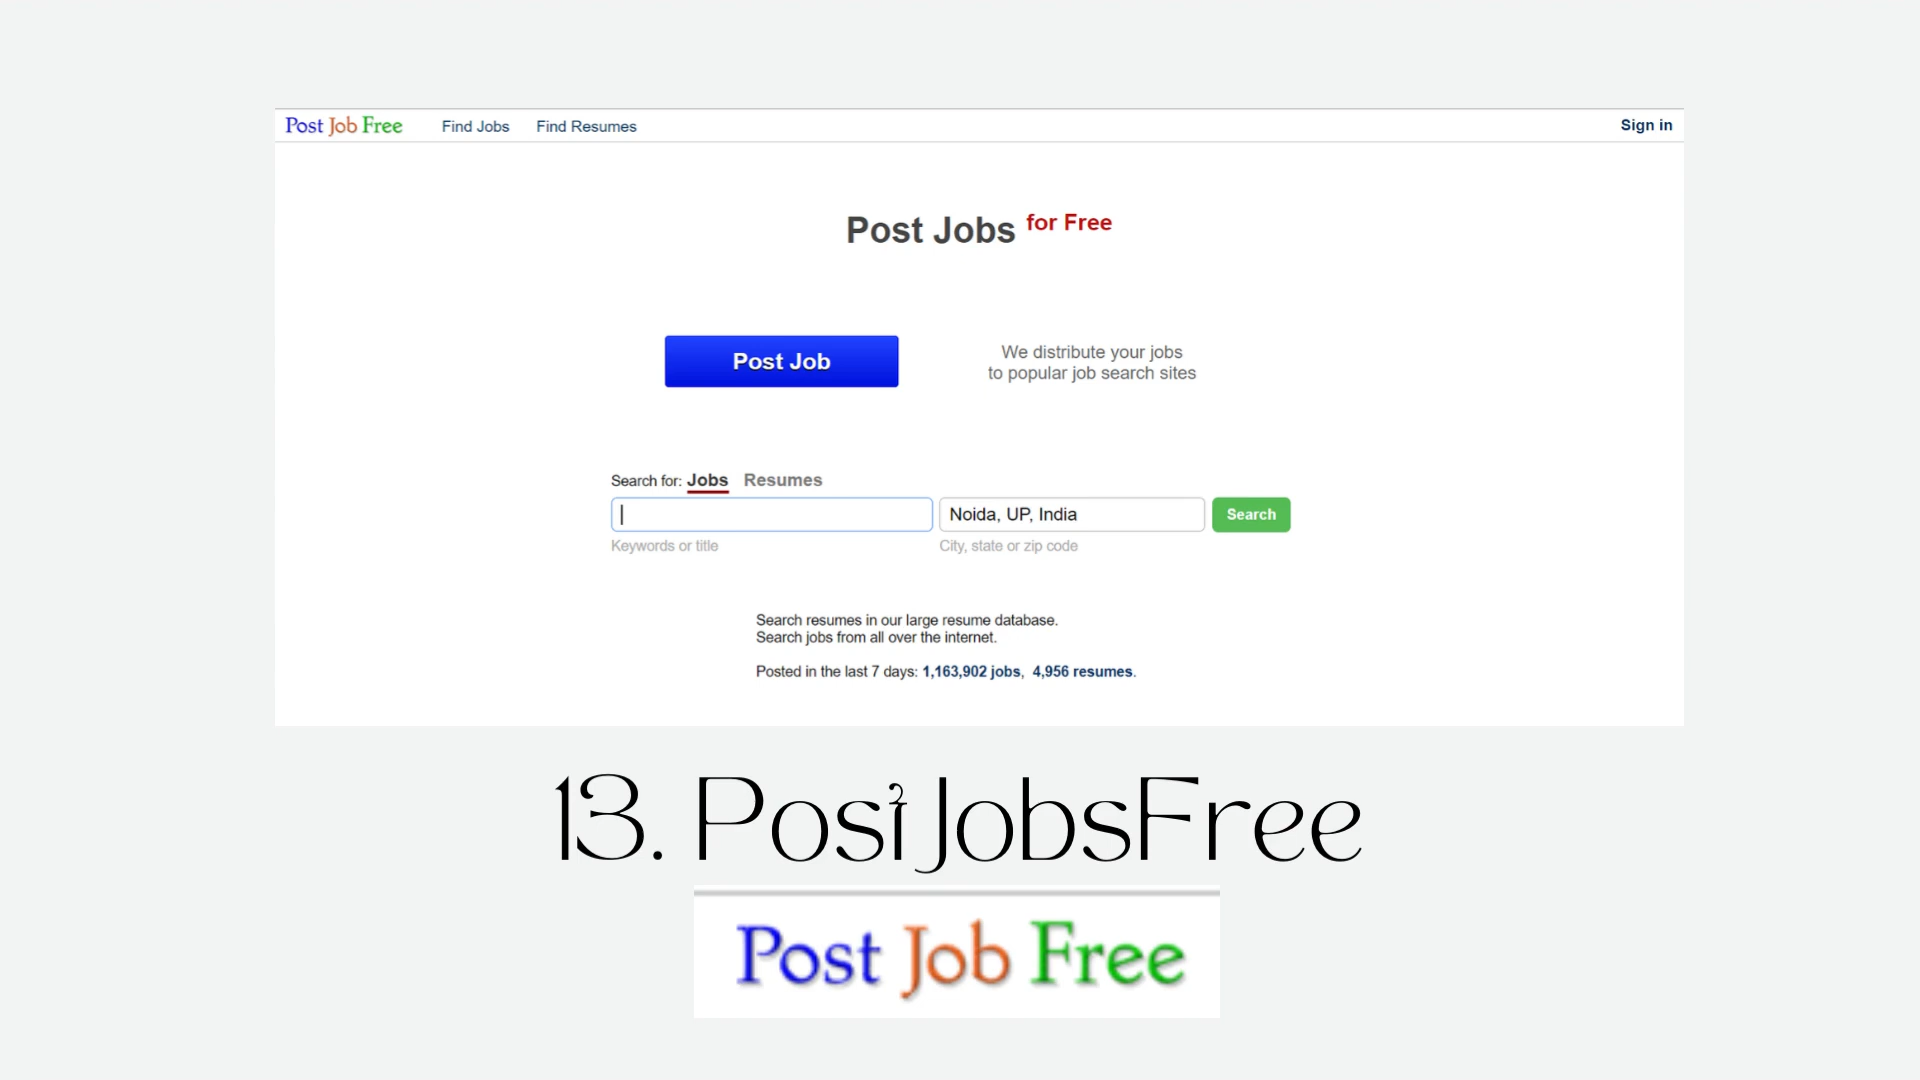 Post Job Free Find Jobs Find Resumes Sign in
Post Jobs for Free
Post Job
We distribute your jobs
to popular job search sites
Search for: Jobs Resumes
Noida, UP, India Search
Keywords or title City, state or zip code
Search resumes in our large resume database.
Search jobs from all over the internet.
Posted in the last 7 days: 1,163,902 jobs, 4,956 resumes.
13. PostJobsFree
Post Job Free